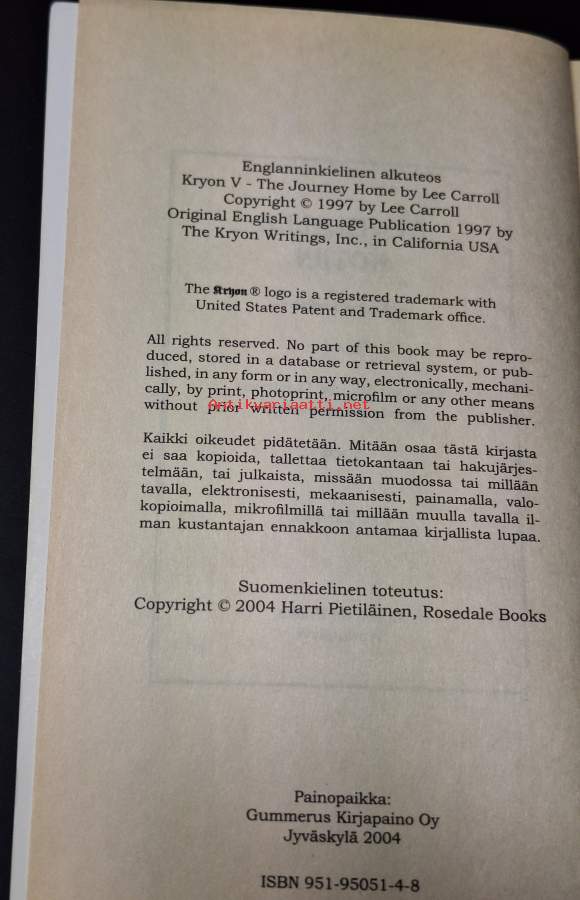 Englanninkielinen alkuteos
Kryon V - The Journey Home by Lee Carroll
Copyright © 1997 by Lee Carroll
Original English Language Publication 1997 by
The Kryon Writings, Inc., in California USA
The Kryon ® logo is a registered trademark with
United States Patent and Trademark office.
All rights reserved. No part of this book may be repro-
duced, stored in a database or retrieval system, or pub-
lished, in any form or in any way, electronically, mechani-
cally, by print, photoprint, microfilm or any other means
without prior written permission from the publisher.
Antikvariaatti.net
Kaikki oikeudet pidätetään. Mitään osaa tästä kirjasta
ei saa kopioida, tallettaa tietokantaan tai hakujärjes-
telmään, tai julkaista, missään muodossa tai millään
tavalla, elektronisesti, mekaanisesti, painamalla, valo-
kopioimalla, mikrofilmillä tai millään muulla tavalla il-
man kustantajan ennakkoon antamaa kirjallista lupaa.
Suomenkielinen toteutus:
Copyright © 2004 Harri Pietiläinen, Rosedale Books
Painopaikka:
Gummerus Kirjapaino Oy
Jyväskylä 2004
ISBN 951-95051-4-8